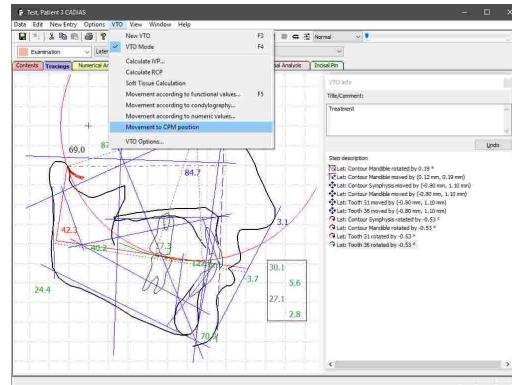 Test, Patient 3 CADIAS
Data Edit New Entry Options VTO View Window Help
Normal
Examination
Later
New VTO F3
VTO Mode F4
Calculate IVP...
Calculate RCP
Soft Tissue Calculation
Movement according to functional values... F5
Movement according to condylography...
Movement according to numeric values...
Movement to CPM position
VTO Options...
Contents Tracings Numerical An al Analysis Incisal Pin
VTO Info
Title/Comment:
Treatment
Undo
Step description
Lat: Contour Mandible rotated by 0.19 °
Lat: Contour Mandible moved by (0.12 mm, 0.19 mm)
Lat: Contour Symphysis moved by (-0.80 mm, 1.10 mm)
Lat: Contour Mandible moved by (-0.80 mm, 1.10 mm)
Lat: Tooth 31 moved by (-0.80 mm, 1.10 mm)
Lat: Tooth 36 moved by (-0.80 mm, 1.10 mm)
Lat: Contour Symphysis rotated by -0.53 °
Lat: Contour Mandible rotated by -0.53 °
Lat: Tooth 31 rotated by -0.53 °
Lat: Tooth 36 rotated by -0.53 °
69.0
84.7
3.1
42.3
40.2
57.3
-3.7
24.4
30.1
5.6
27.1
2.8